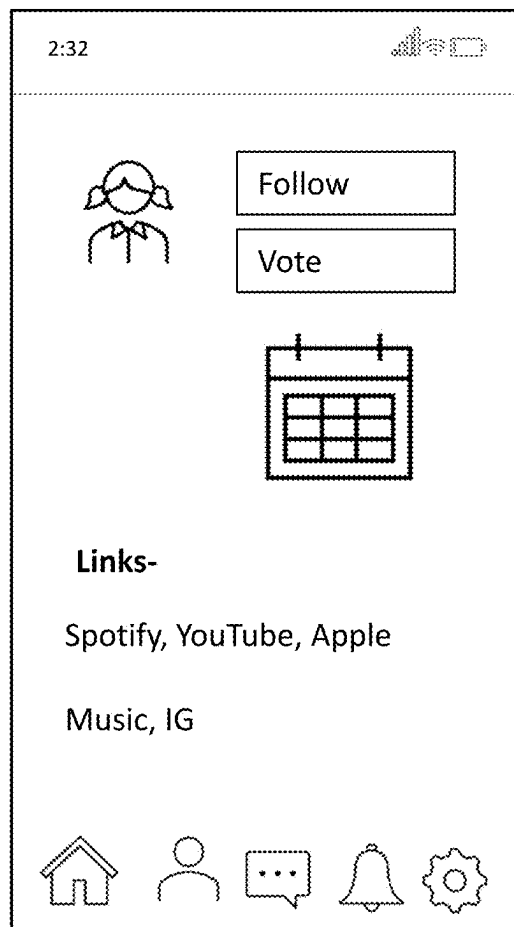 2:32
Follow
Vote
Links-
Spotify, YouTube, Apple
Music, IG